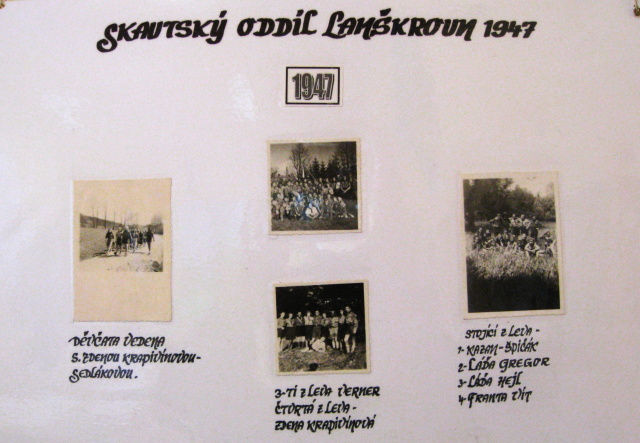 SKAUTSKÝ ODDÍL LANŠKROUN 1947
1947
DĚVČATA VEDENA
S. ZDENOU KRAPIVINOVOU-
SEDLÁKOVOU.
3-TÍ Z LEVA VERNER
ČTVRTÁ Z LEVA-
ZDENA KRAPIVINOVÁ
STOJÍCÍ Z LEVA-
1- KAZAN-ŠPIČÁK
2- LÁĎA GREGOR
3- LÁĎA HEJL
4 FRANTA VÍT